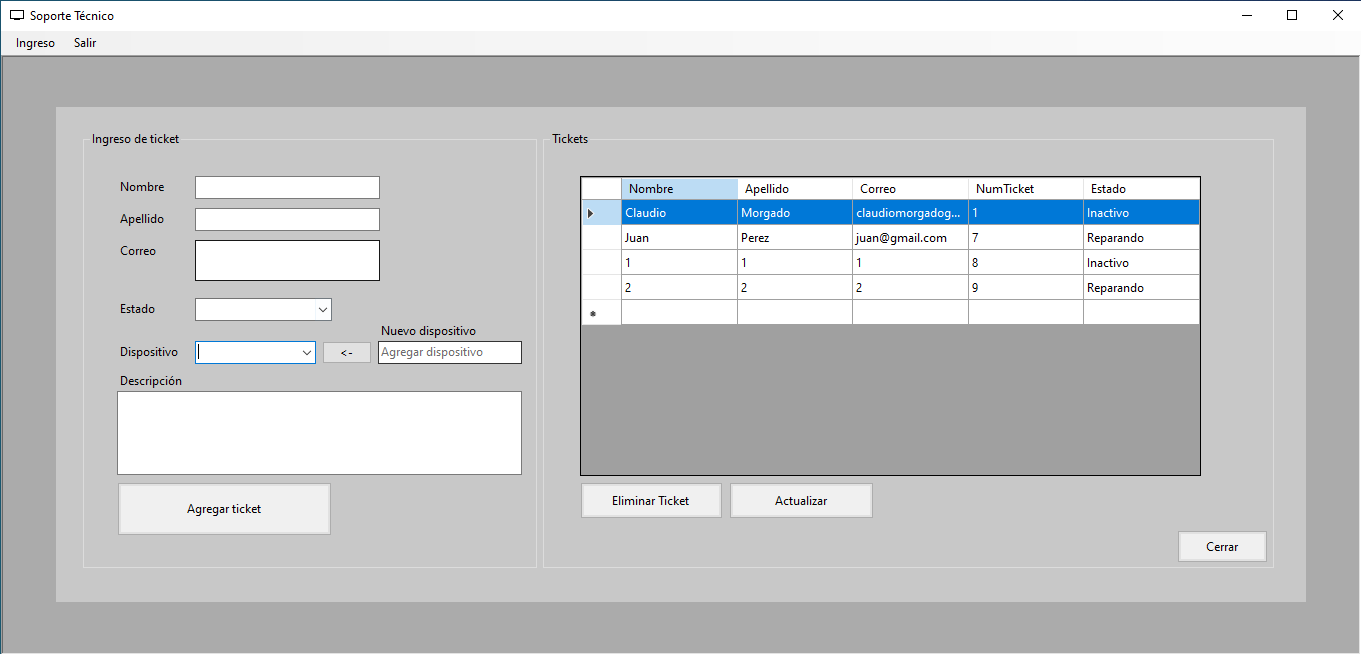 Soporte Técnico
Ingreso Salir
Ingreso de ticket
Nombre
Apellido
Correo
Estado
Nuevo dispositivo
Dispositivo <- Agregar dispositivo
Descripción
Agregar ticket
Tickets
Nombre Apellido Correo NumTicket Estado
Claudio Morgado claudiomorgadog... 1 Inactivo
Juan Perez juan@gmail.com 7 Reparando
1 1 1 8 Inactivo
2 2 2 9 Reparando
Eliminar Ticket Actualizar
Cerrar